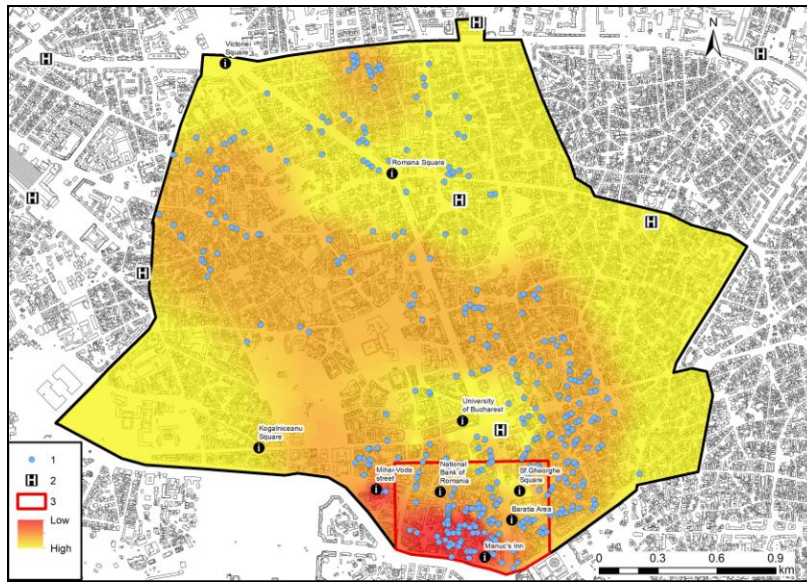 H
N
Victoriei
Square
i
H
H
Romana Square
i
H
H
H
H
University
of Bucharest
i
H
Kogalniceanu
Square
i
Mihai-Voda
street
i
National
Bank of
Romania
i
Sf.Gheorghe
Square
i
Baratia Area
i
Manuc's Inn
i
1
H 2
3
Low
High
0 0.3 0.6 0.9
km